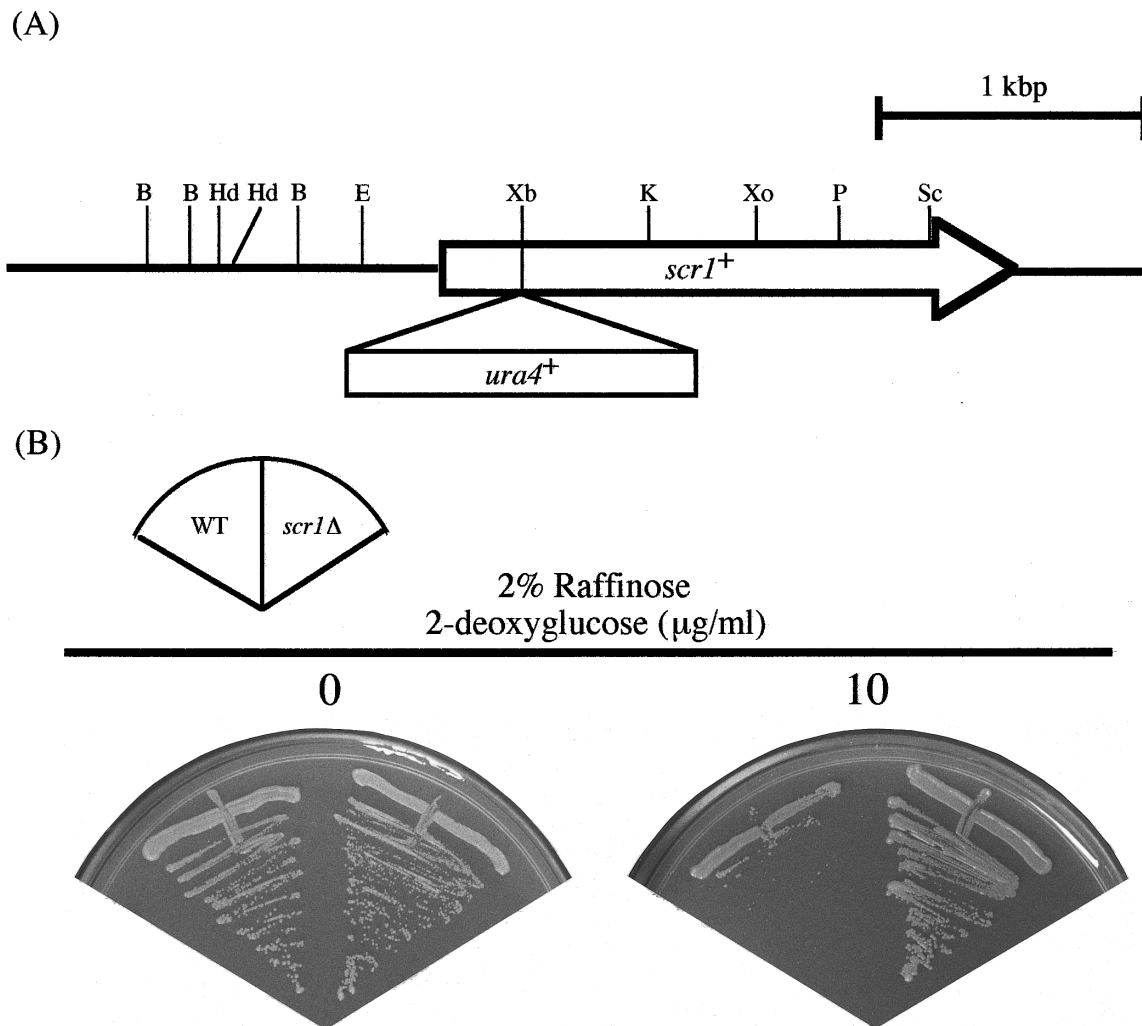 (A)
1 kbp
B B Hd Hd B E Xb K Xo P Sc
scr1+
ura4+
(B)
WT scr1Δ
2% Raffinose
2-deoxyglucose (μg/ml)
0 10